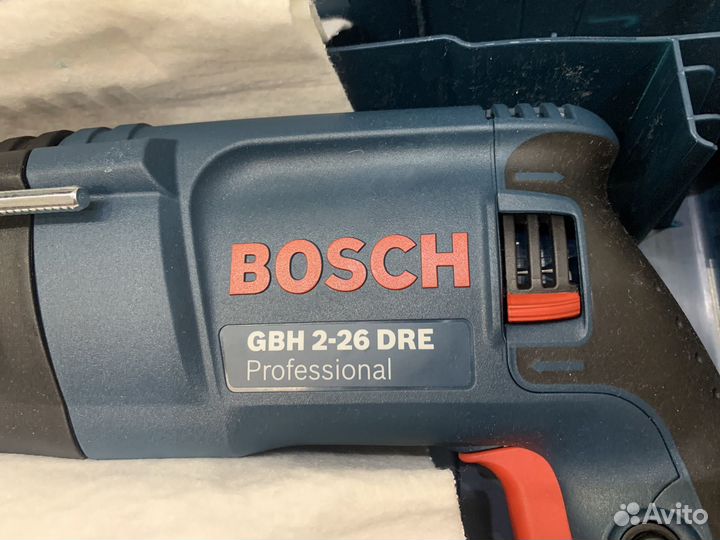 BOSCH
GBH 2-26 DRE
Professional
Avito